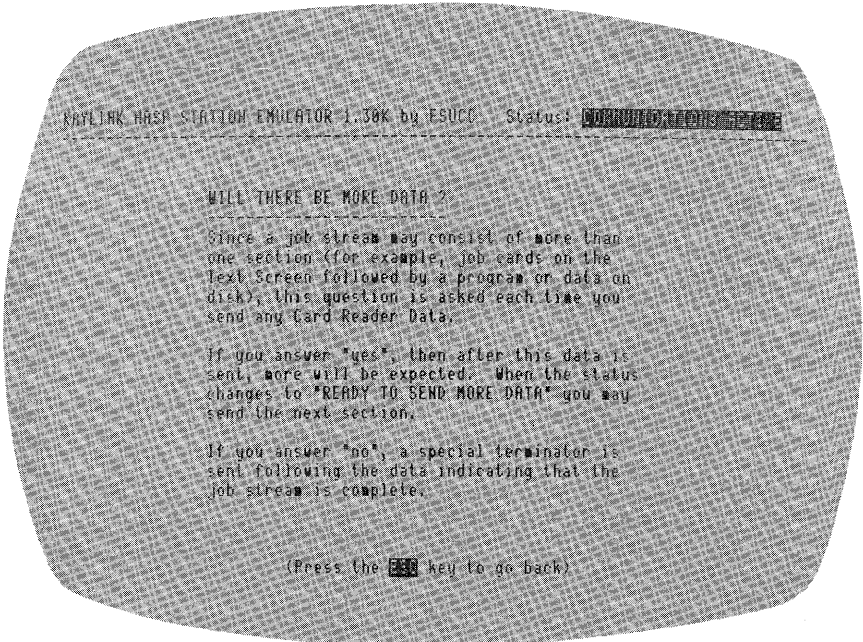 RAYLINK HASP STATION EMULATOR 1.30K by ESUCC Status: COMMUNICATIONS ACTIVE
WILL THERE BE MORE DATA ?
Since a job stream may consist of more than
one section (for example, job cards on the
Text Screen followed by a program or data on
disk), this question is asked each time you
send any Card Reader Data.
If you answer "yes", then after this data is
sent, more will be expected. When the status
changes to "READY TO SEND MORE DATA" you may
send the next section.
If you answer "no", a special terminator is
sent following the data indicating that the
job stream is complete.
(Press the ESC key to go back)